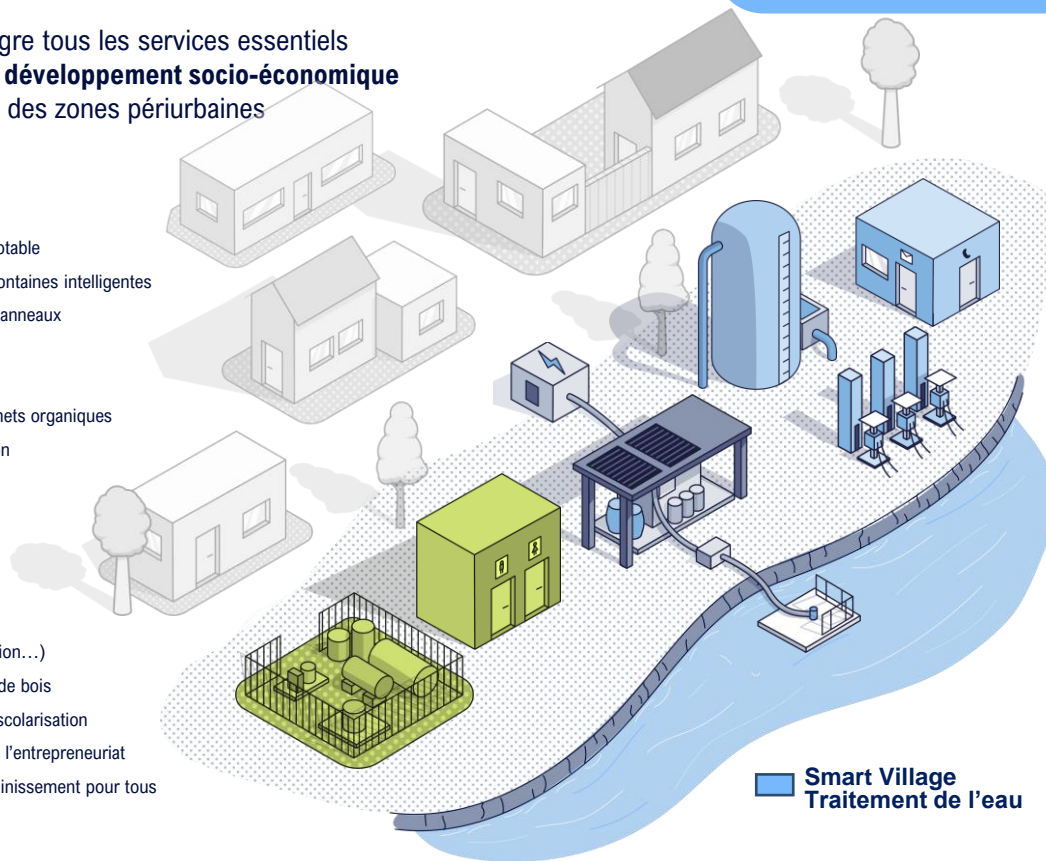 gre tous les services essentiels
développement socio-économique
des zones périurbaines
otable
ontaines intelligentes
anneaux
nets organiques
on
ion…)
de bois
scolarisation
l'entrepreneuriat
inissement pour tous
Smart Village
Traitement de l'eau